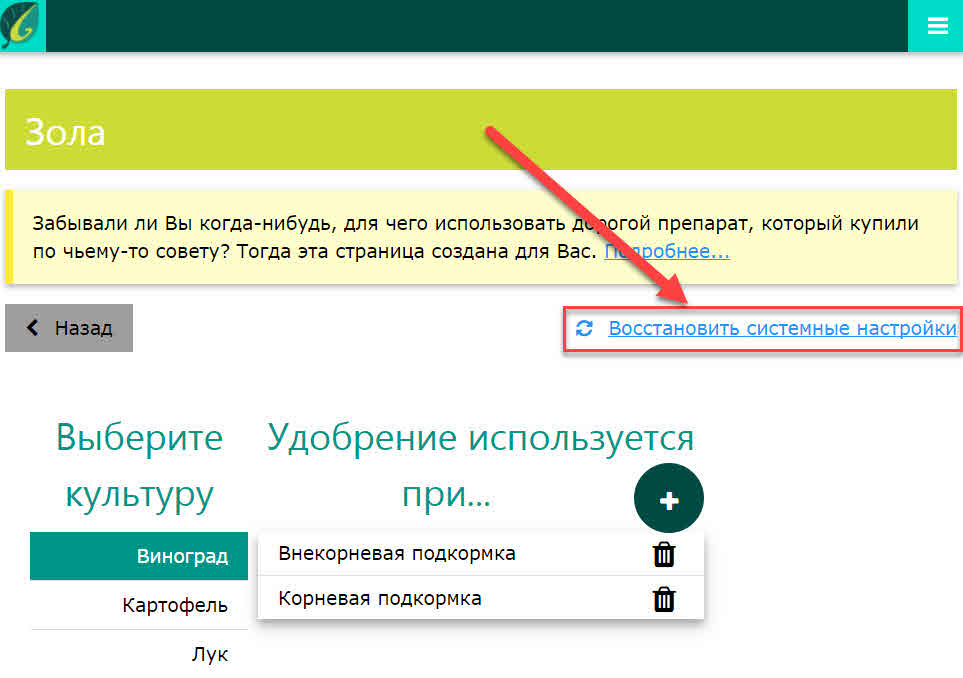 Зола
Забывали ли Вы когда-нибудь, для чего использовать дорогой препарат, который купили
по чьему-то совету? Тогда эта страница создана для Вас. Подробнее...
Назад
Восстановить системные настройки
Выберите
культуру
Удобрение используется
при...
Виноград
Картофель
Лук
Внекорневая подкормка
Корневая подкормка